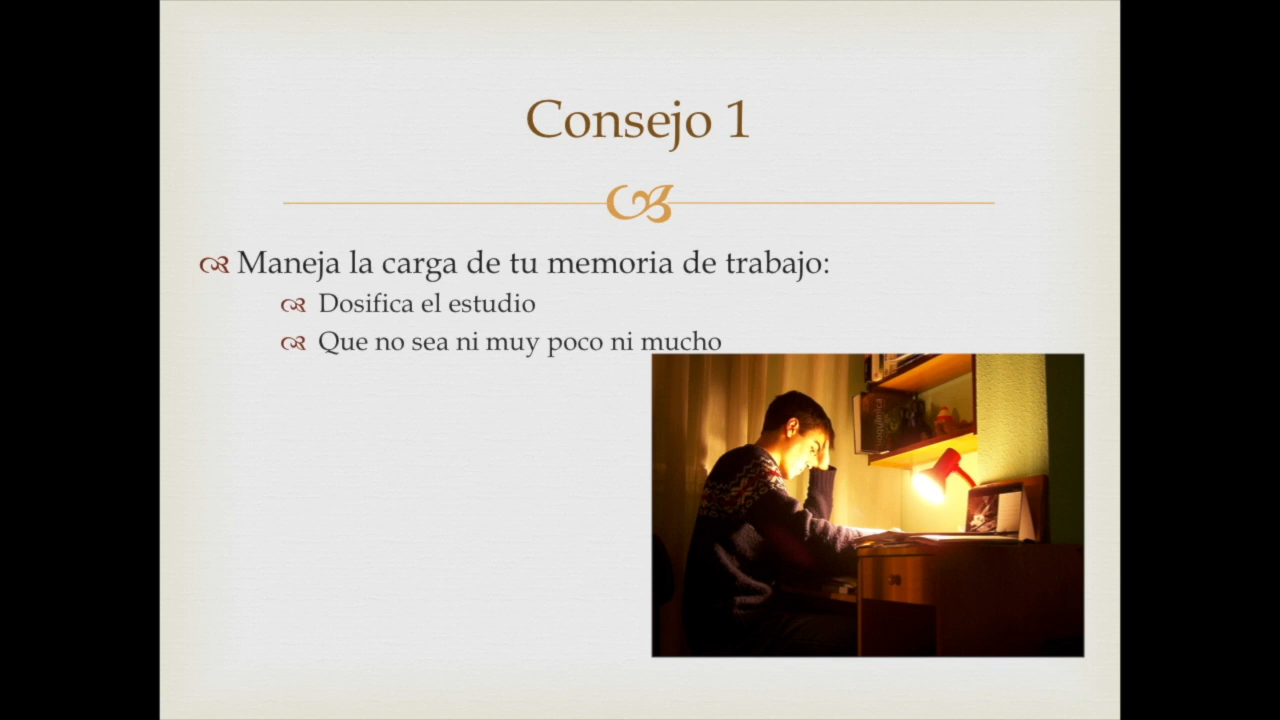 Consejo 1
Maneja la carga de tu memoria de trabajo:
Dosifica el estudio
Que no sea ni muy poco ni mucho